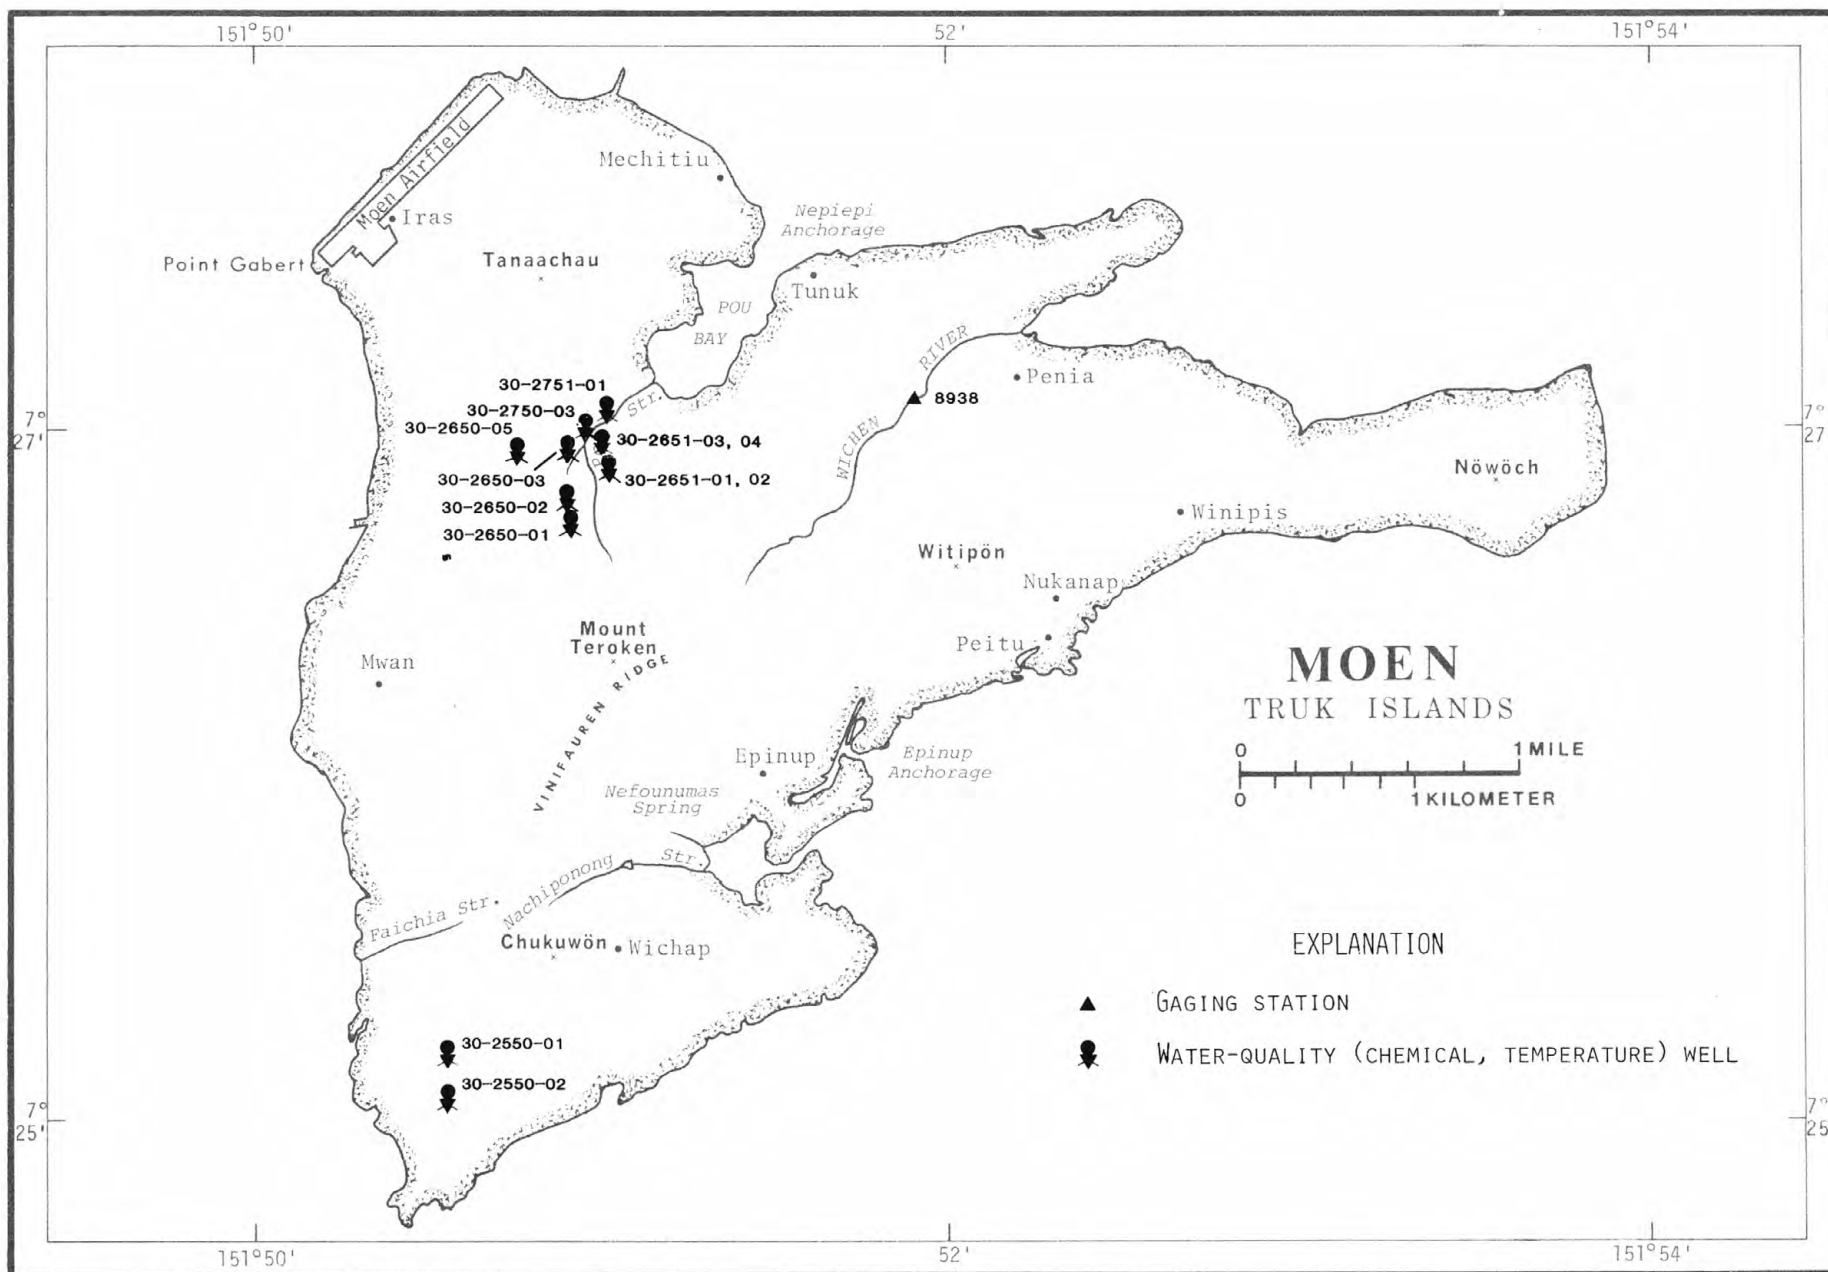 151°50'
52'
151°54'
Moen Airfield
Mechitiu
Iras
Nepiepi
Anchorage
Point Gabert
Tanaachau
Tunuk
POU
BAY
RIVER
WICHEN
Penia
30-2751-01
Str.
8938
30-2750-03
30-2650-05
30-2651-03, 04
7°
27'
7°
27'
30-2650-03
30-2651-01, 02
30-2650-02
30-2650-01
Nöwöch
Winipis
Witipön
Nukanap
Mount
Teroken
Peitu
Mwan
VINIFAUREN RIDGE
MOEN
TRUK ISLANDS
0
1 MILE
0
1 KILOMETER
Epinup
Epinup
Anchorage
Nefounumas
Spring
Nachiponong
Str.
Faichia Str.
Chukuwön
Wichap
EXPLANATION
GAGING STATION
WATER-QUALITY (CHEMICAL, TEMPERATURE) WELL
30-2550-01
30-2550-02
7°
25'
7°
25'
151°50'
52'
151°54'